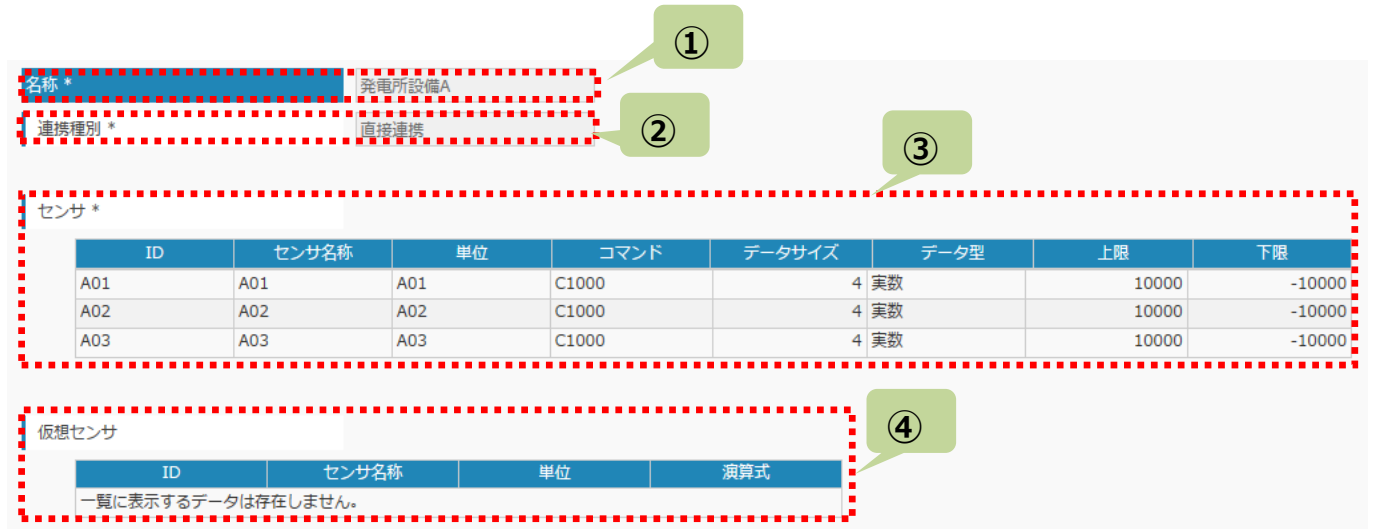 ①
名称 * 発電所設備A
連携種別 * 直接連携
②
③
センサ *
ID センサ名称 単位 コマンド データサイズ データ型 上限 下限
A01 A01 A01 C1000 4 実数 10000 -10000
A02 A02 A02 C1000 4 実数 10000 -10000
A03 A03 A03 C1000 4 実数 10000 -10000
④
仮想センサ
ID センサ名称 単位 演算式
一覧に表示するデータは存在しません。